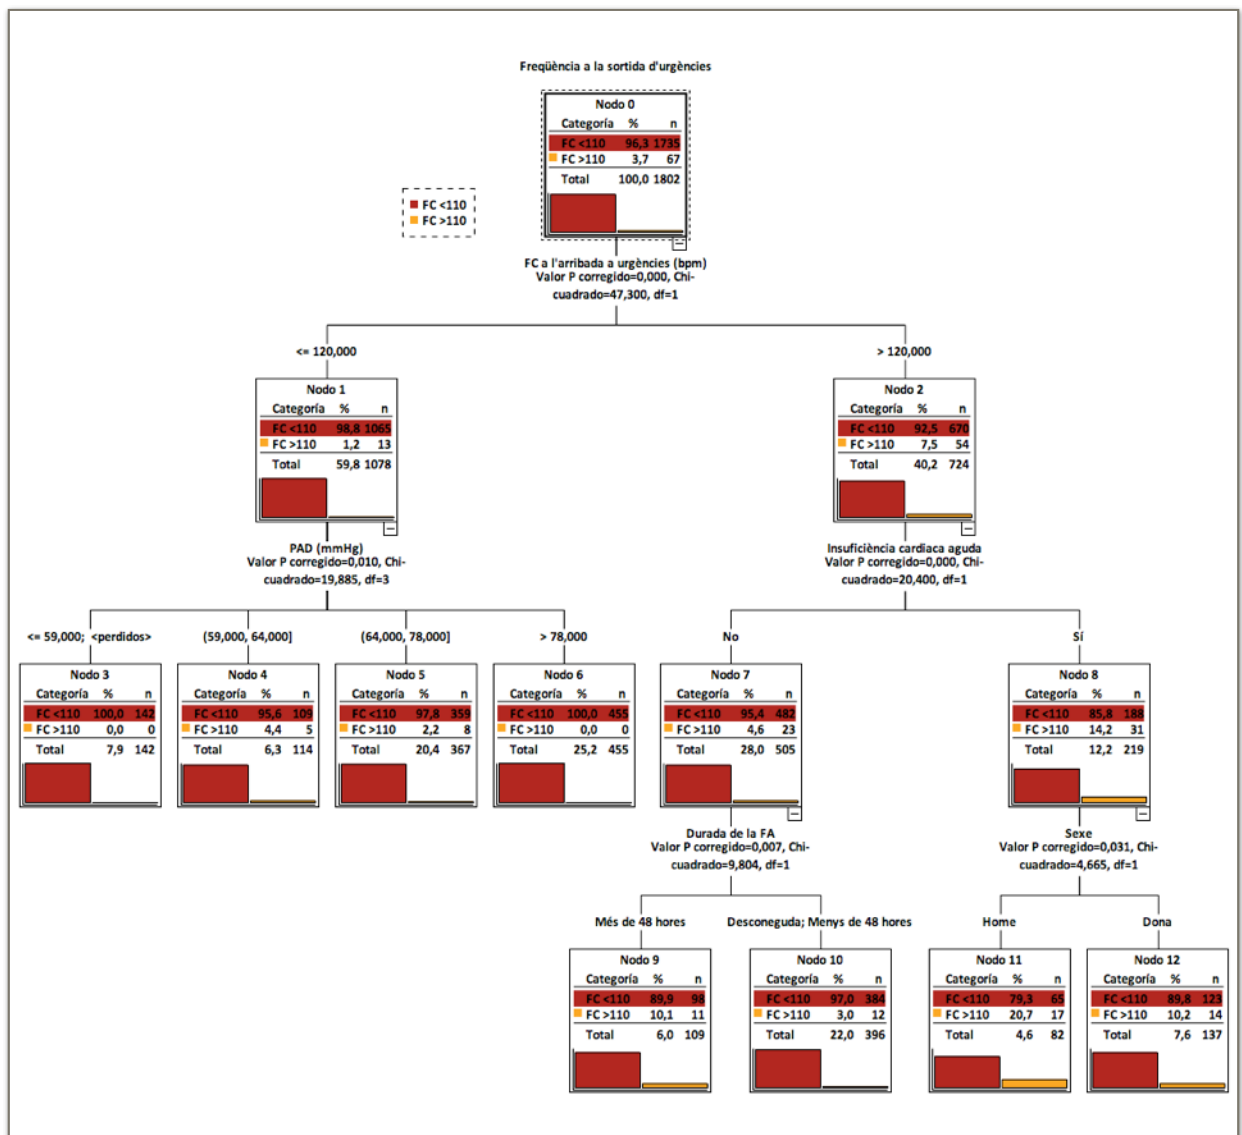 Freqüència a la sortida d'urgències
Nodo 0
Categoría % n
FC <110 96,3 1735
FC >110 3,7 67
Total 100,0 1802
FC <110
FC >110
FC a l'arribada a urgències (bpm)
Valor P corregido=0,000, Chi-
cuadrado=47,300, df=1
<= 120,000
> 120,000
Nodo 1
Categoría % n
FC <110 98,8 1065
FC >110 1,2 13
Total 59,8 1078
Nodo 2
Categoría % n
FC <110 92,5 670
FC >110 7,5 54
Total 40,2 724
PAD (mmHg)
Valor P corregido=0,010, Chi-
cuadrado=19,885, df=3
Insuficiència cardiaca aguda
Valor P corregido=0,000, Chi-
cuadrado=20,400, df=1
<= 59,000; <perdidos>
(59,000, 64,000]
(64,000, 78,000]
> 78,000
No
Sí
Nodo 3
Categoría % n
FC <110 100,0 142
FC >110 0,0 0
Total 7,9 142
Nodo 4
Categoría % n
FC <110 95,6 109
FC >110 4,4 5
Total 6,3 114
Nodo 5
Categoría % n
FC <110 97,8 359
FC >110 2,2 8
Total 20,4 367
Nodo 6
Categoría % n
FC <110 100,0 455
FC >110 0,0 0
Total 25,2 455
Nodo 7
Categoría % n
FC <110 95,4 482
FC >110 4,6 23
Total 28,0 505
Nodo 8
Categoría % n
FC <110 85,8 188
FC >110 14,2 31
Total 12,2 219
Durada de la FA
Valor P corregido=0,007, Chi-
cuadrado=9,804, df=1
Sexe
Valor P corregido=0,031, Chi-
cuadrado=4,665, df=1
Més de 48 hores
Desconeguda; Menys de 48 hores
Home
Dona
Nodo 9
Categoría % n
FC <110 89,9 98
FC >110 10,1 11
Total 6,0 109
Nodo 10
Categoría % n
FC <110 97,0 384
FC >110 3,0 12
Total 22,0 396
Nodo 11
Categoría % n
FC <110 79,3 65
FC >110 20,7 17
Total 4,6 82
Nodo 12
Categoría % n
FC <110 89,8 123
FC >110 10,2 14
Total 7,6 137